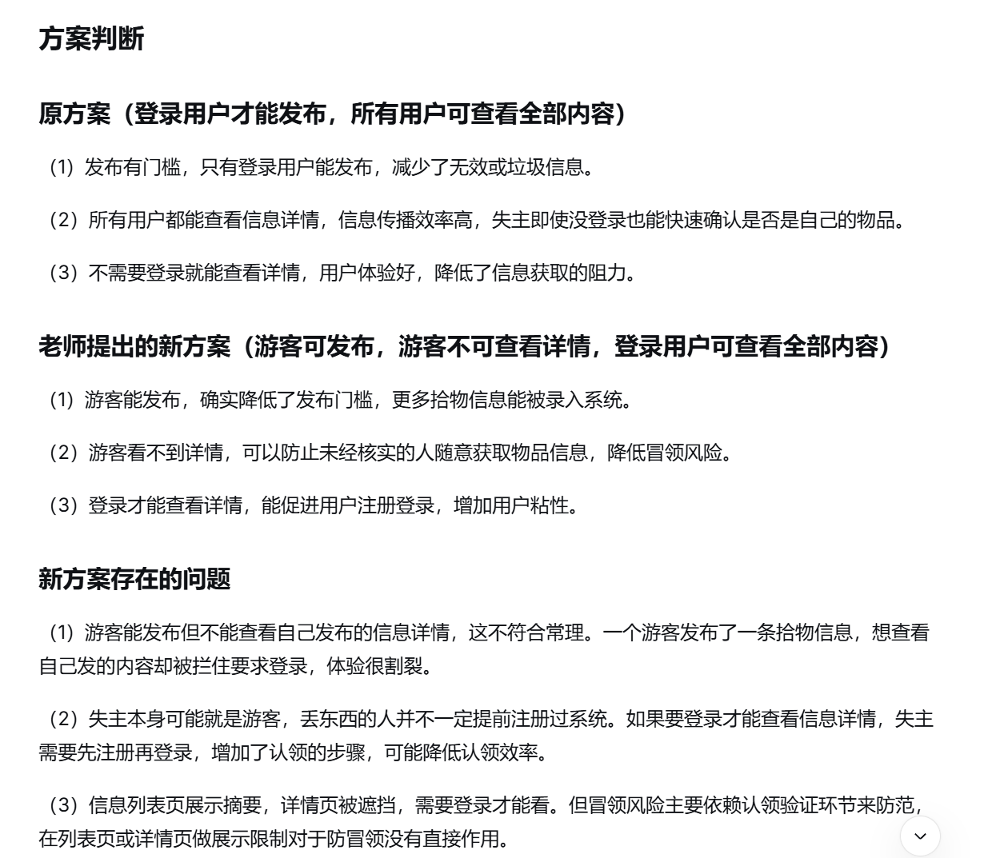 方案判断
原方案（登录用户才能发布，所有用户可查看全部内容）
（1）发布有门槛，只有登录用户能发布，减少了无效或垃圾信息。
（2）所有用户都能查看信息详情，信息传播效率高，失主即使没登录也能快速确认是否是自己的物品。
（3）不需要登录就能查看详情，用户体验好，降低了信息获取的阻力。
老师提出的新方案（游客可发布，游客不可查看详情，登录用户可查看全部内容）
（1）游客能发布，确实降低了发布门槛，更多拾物信息能被录入系统。
（2）游客看不到详情，可以防止未经核实的人随意获取物品信息，降低冒领风险。
（3）登录才能查看详情，能促进用户注册登录，增加用户粘性。
新方案存在的问题
（1）游客能发布但不能查看自己发布的信息详情，这不符合常理。一个游客发布了一条拾物信息，想查看
自己发的内容却被拦住要求登录，体验很割裂。
（2）失主本身可能就是游客，丢东西的人并不一定提前注册过系统。如果要登录才能查看信息详情，失主
需要先注册再登录，增加了认领的步骤，可能降低认领效率。
（3）信息列表页展示摘要，详情页被遮挡，需要登录才能看。但冒领风险主要依赖认领验证环节来防范，
在列表页或详情页做展示限制对于防冒领没有直接作用。